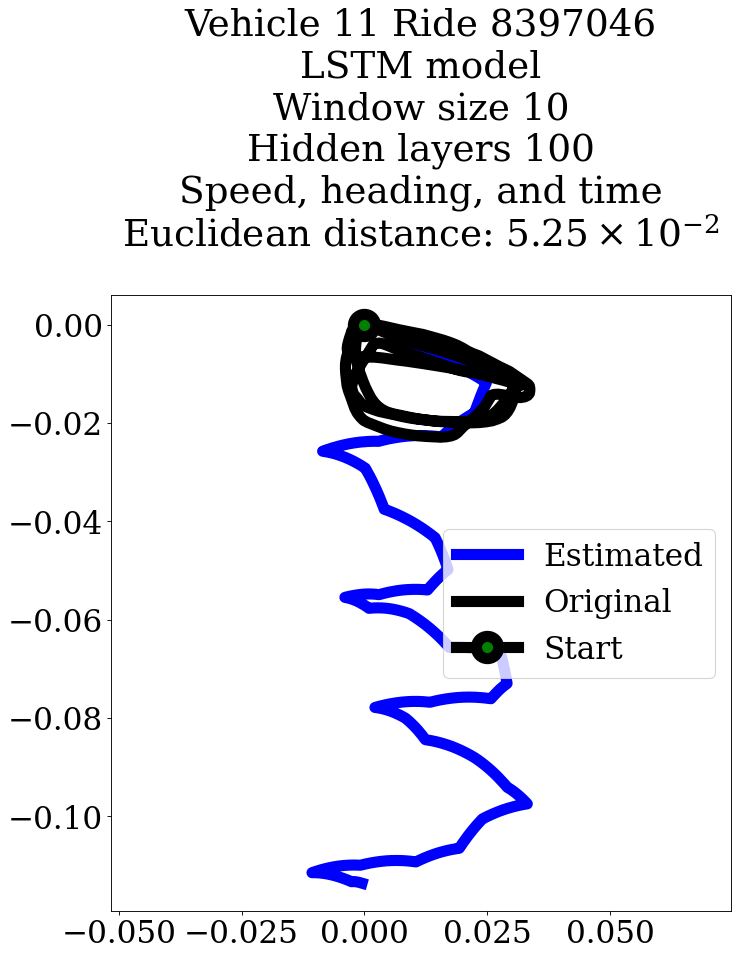 Vehicle 11 Ride 8397046
LSTM model
Window size 10
Hidden layers 100
Speed, heading, and time
Euclidean distance: 5.25 × 10⁻²
0.00
−0.02
−0.04
−0.06
−0.08
−0.10
Estimated
Original
Start
−0.050 −0.025 0.000 0.025 0.050